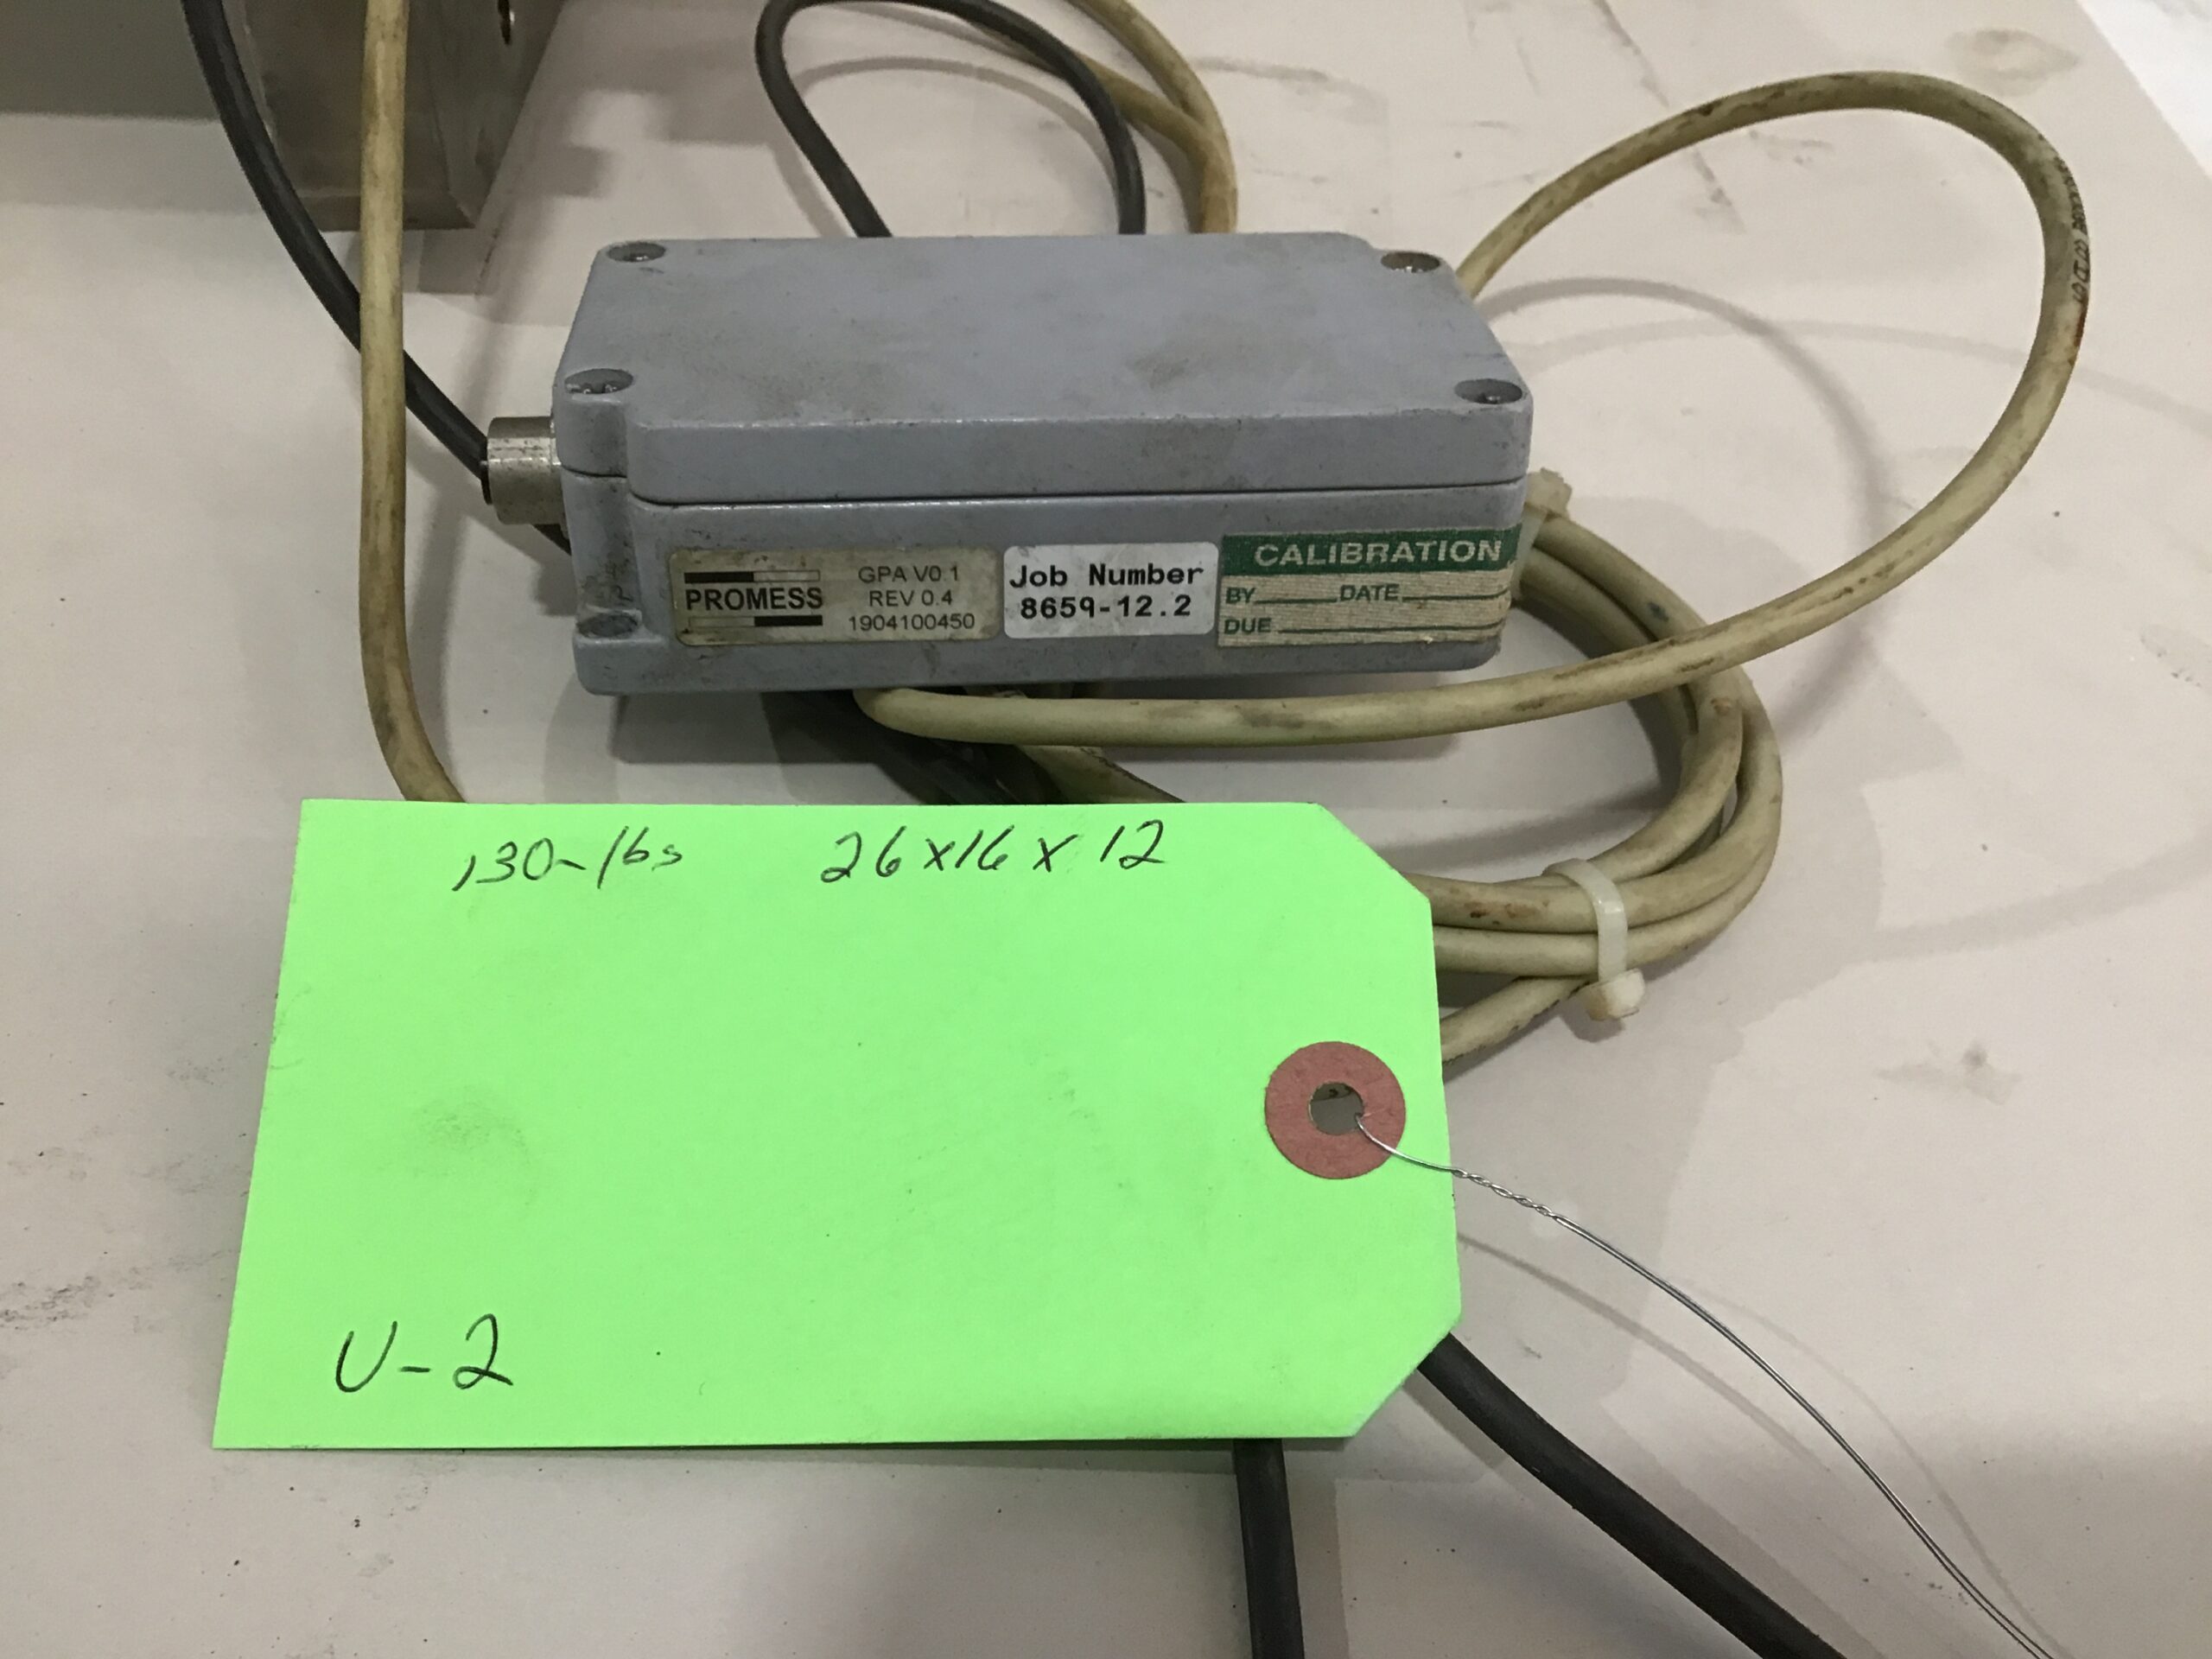 PROMESS
GPA V0.1
REV 0.4
1904100450
Job Number
8659-12.2
CALIBRATION
BY DATE
DUE
130-lbs 26x16x12
U-2